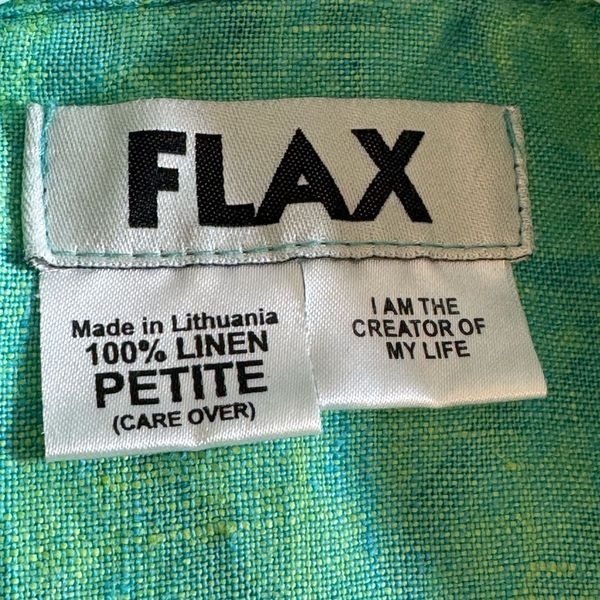 FLAX
Made in Lithuania
100% LINEN
PETITE
(CARE OVER)
I AM THE
CREATOR OF
MY LIFE